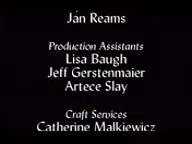 Jan Reams
Production Assistants
Lisa Baugh
Jeff Gerstenmaier
Artece Slay
Craft Services
Catherine Malkiewicz